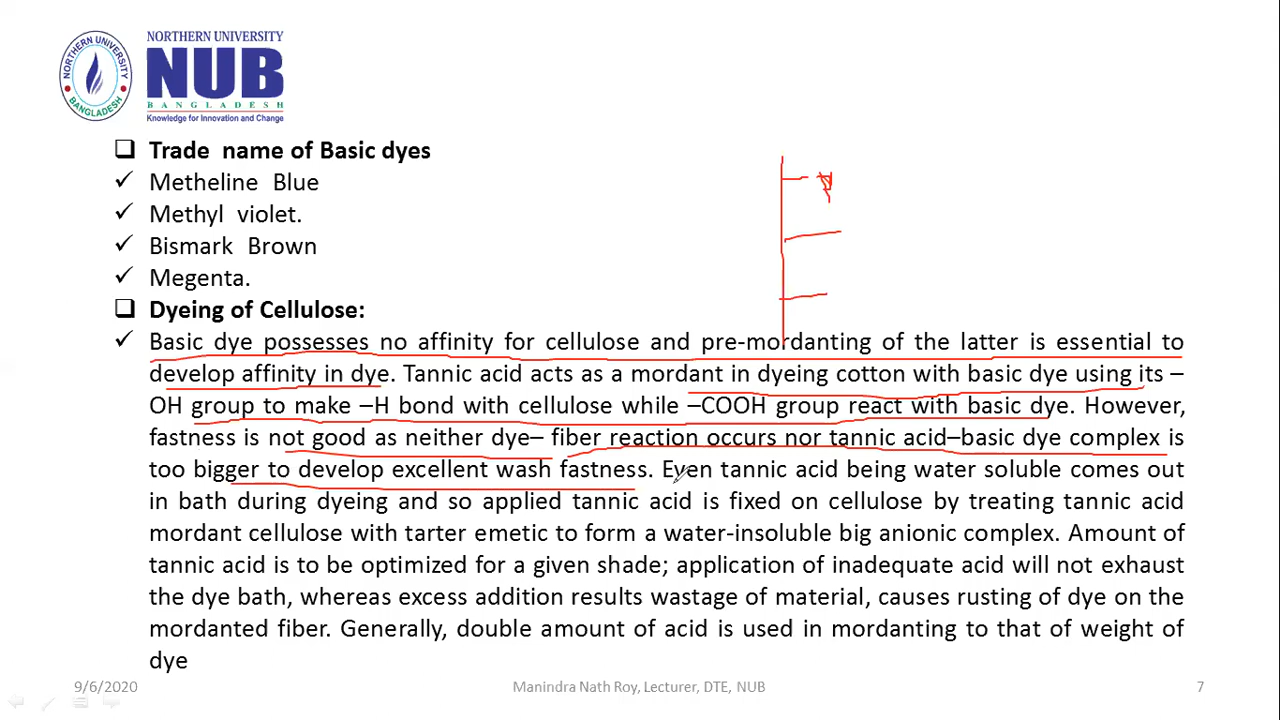 NORTHERN UNIVERSITY
BANGLADESH
NORTHERN UNIVERSITY
NUB
BANGLADESH
Knowledge for Innovation and Change
Trade name of Basic dyes
Metheline Blue
Methyl violet.
Bismark Brown
Megenta.
Dyeing of Cellulose:
Basic dye possesses no affinity for cellulose and pre-mordanting of the latter is essential to
develop affinity in dye. Tannic acid acts as a mordant in dyeing cotton with basic dye using its –
OH group to make –H bond with cellulose while –COOH group react with basic dye. However,
fastness is not good as neither dye– fiber reaction occurs nor tannic acid–basic dye complex is
too bigger to develop excellent wash fastness. Even tannic acid being water soluble comes out
in bath during dyeing and so applied tannic acid is fixed on cellulose by treating tannic acid
mordant cellulose with tarter emetic to form a water-insoluble big anionic complex. Amount of
tannic acid is to be optimized for a given shade; application of inadequate acid will not exhaust
the dye bath, whereas excess addition results wastage of material, causes rusting of dye on the
mordanted fiber. Generally, double amount of acid is used in mordanting to that of weight of
dye
9/6/2020
Manindra Nath Roy, Lecturer, DTE, NUB
7